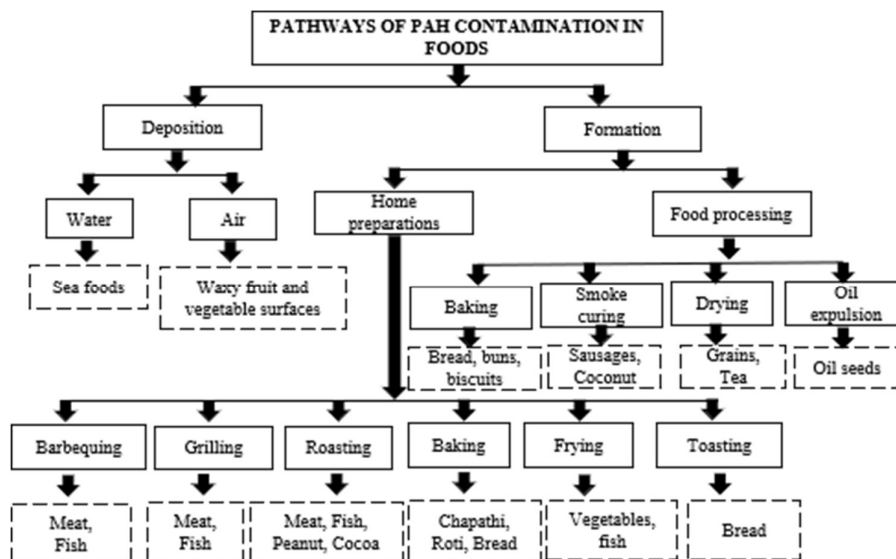 PATHWAYS OF PAH CONTAMINATION IN
FOODS
Deposition
Formation
Water
Air
Home
preparations
Food processing
Sea foods
Waxy fruit and
vegetable surfaces
Baking
Smoke
curing
Drying
Oil
expulsion
Bread, buns,
biscuits
Sausages,
Coconut
Grains,
Tea
Oil seeds
Barbequing
Grilling
Roasting
Baking
Frying
Toasting
Meat,
Fish
Meat,
Fish
Meat, Fish,
Peanut, Cocoa
Chapathi,
Roti, Bread
Vegetables,
fish
Bread